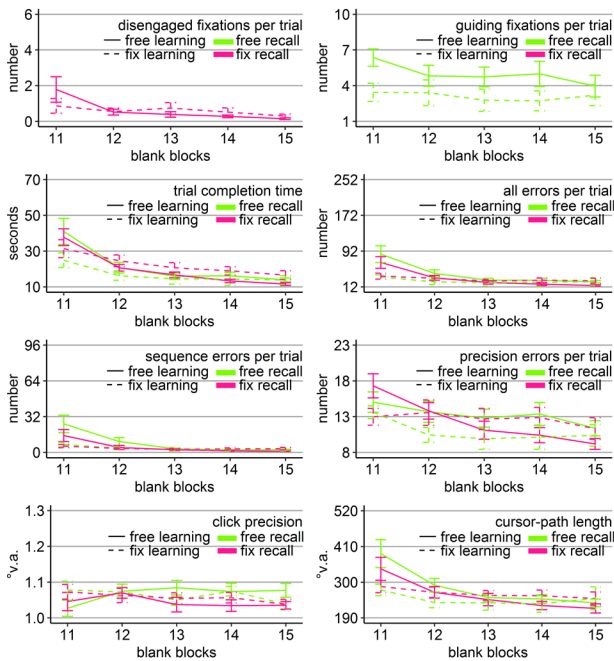 disengaged fixations per trial
free learning free recall
fix learning fix recall
number
6
4
2
0
11 12 13 14 15
blank blocks
guiding fixations per trial
free learning free recall
fix learning fix recall
number
10
7
4
1
11 12 13 14 15
blank blocks
trial completion time
free learning free recall
fix learning fix recall
seconds
70
50
30
10
11 12 13 14 15
blank blocks
all errors per trial
free learning free recall
fix learning fix recall
number
252
172
92
12
11 12 13 14 15
blank blocks
sequence errors per trial
free learning free recall
fix learning fix recall
number
96
64
32
0
11 12 13 14 15
blank blocks
precision errors per trial
free learning free recall
fix learning fix recall
number
23
18
13
8
11 12 13 14 15
blank blocks
click precision
free learning free recall
fix learning fix recall
°v.a.
1.3
1.2
1.1
1.0
11 12 13 14 15
blank blocks
cursor-path length
free learning free recall
fix learning fix recall
°v.a.
520
410
300
190
11 12 13 14 15
blank blocks